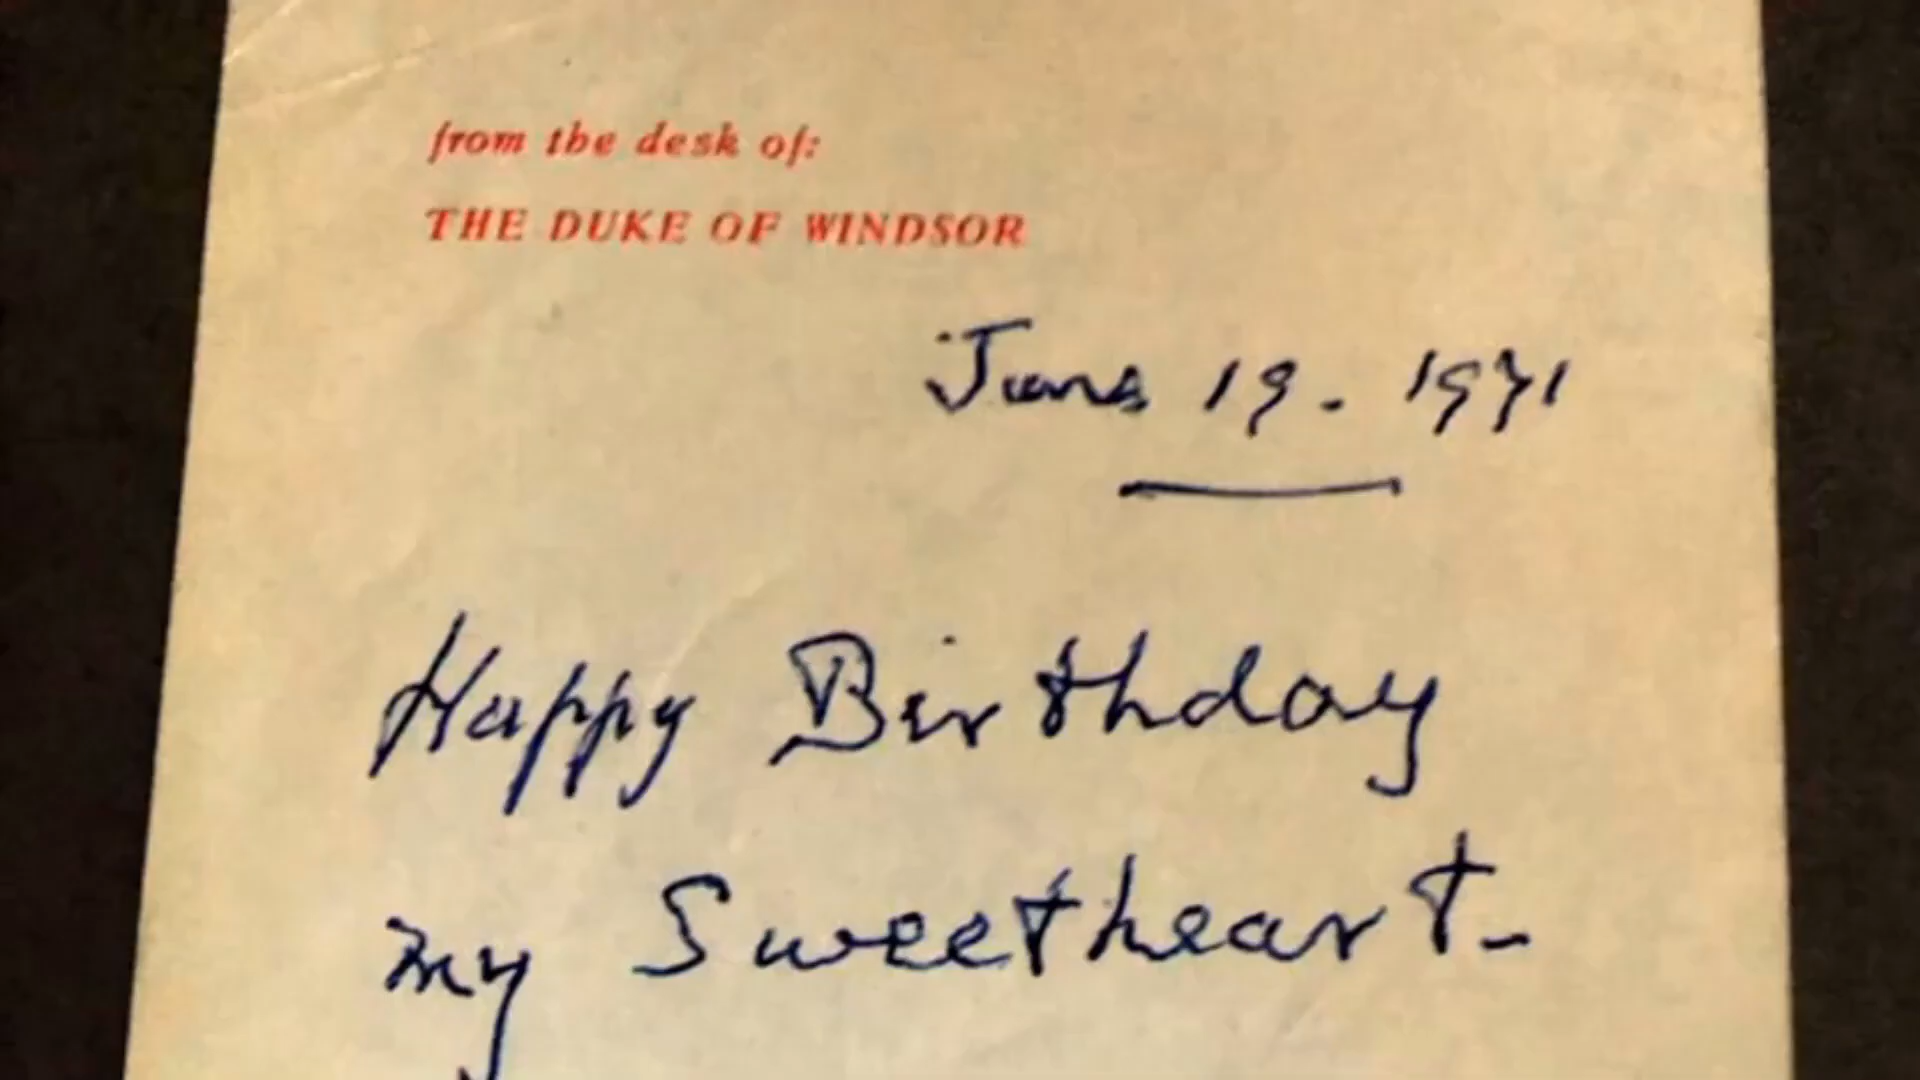 from the desk of:
THE DUKE OF WINDSOR
June 19. 1971
Happy Birthday
my Sweetheart-